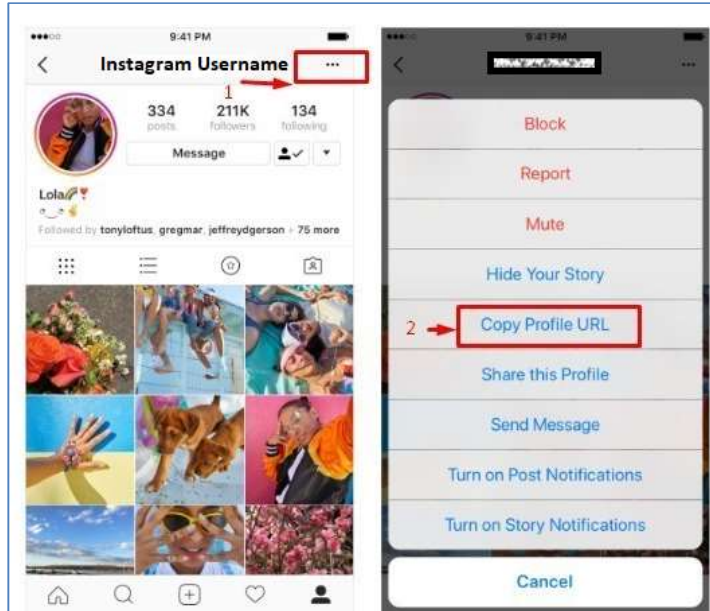 9:41 PM
Instagram Username ...
1
334 211K 134
posts followers following
Message
Lola🌈❣️
Followed by tonyloftus, gregmar, jeffreydgerson + 75 more
9:41 PM
Block
Report
Mute
Hide Your Story
2 Copy Profile URL
Share this Profile
Send Message
Turn on Post Notifications
Turn on Story Notifications
Cancel